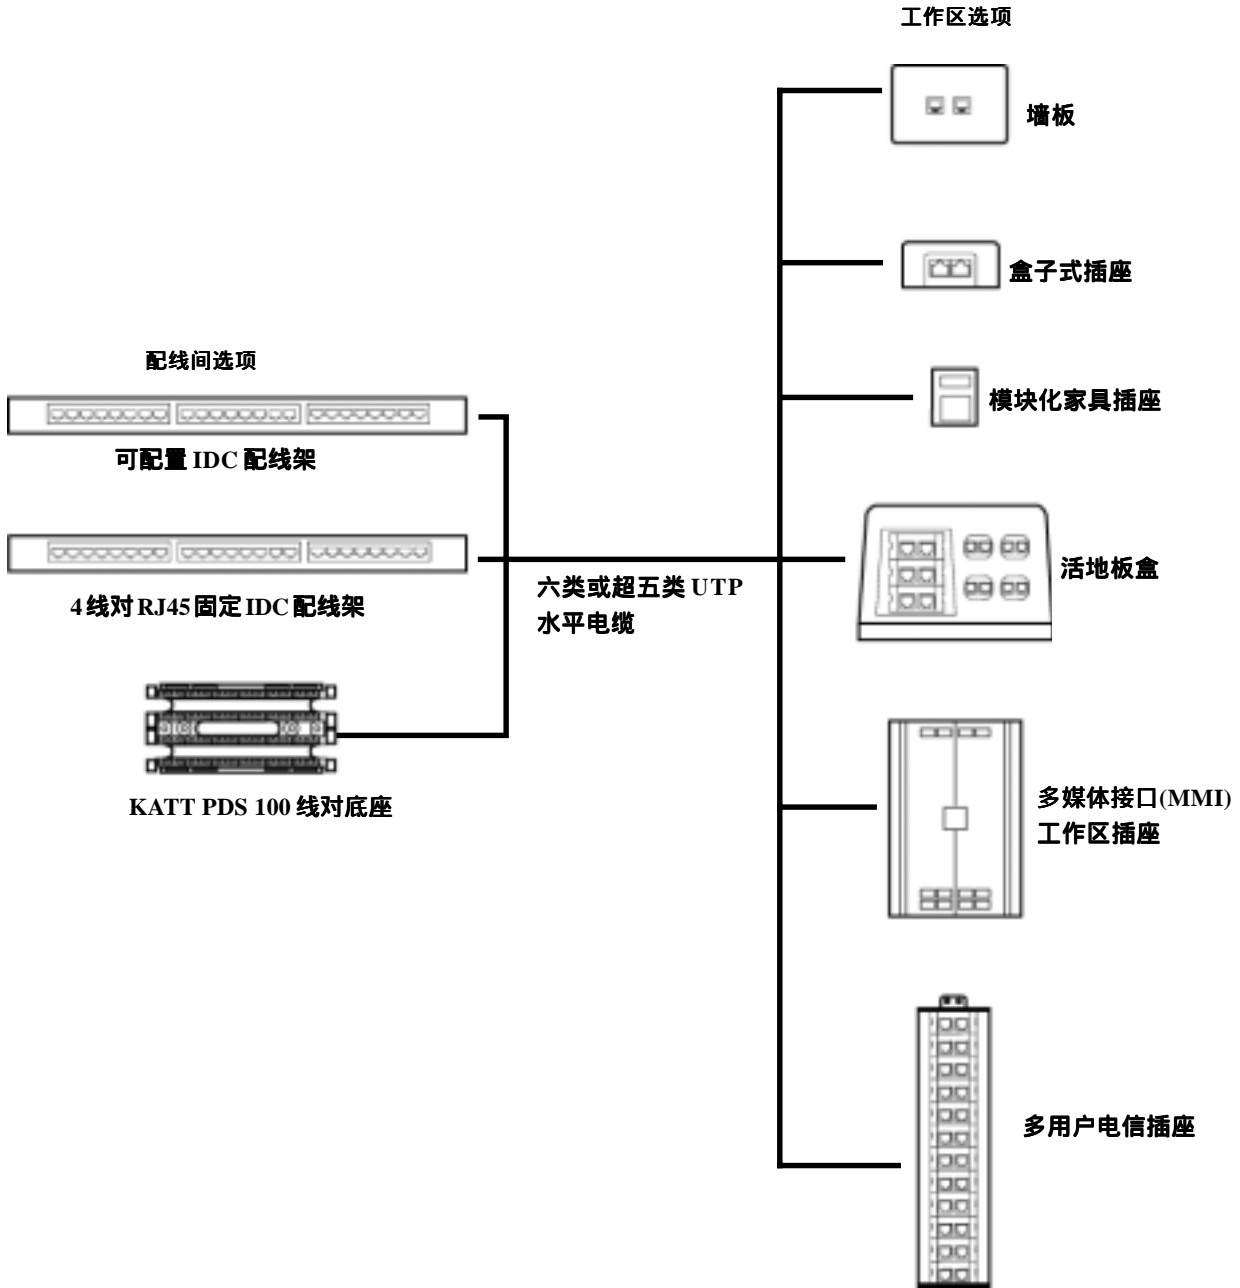 工作区选项
墙板
盒子式插座
配线间选项
模块化家具插座
可配置 IDC 配线架
活地板盒
六类或超五类 UTP
水平电缆
4 线对 RJ45 固定 IDC 配线架
KATT PDS 100 线对底座
多媒体接口(MMI)
工作区插座
多用户电信插座